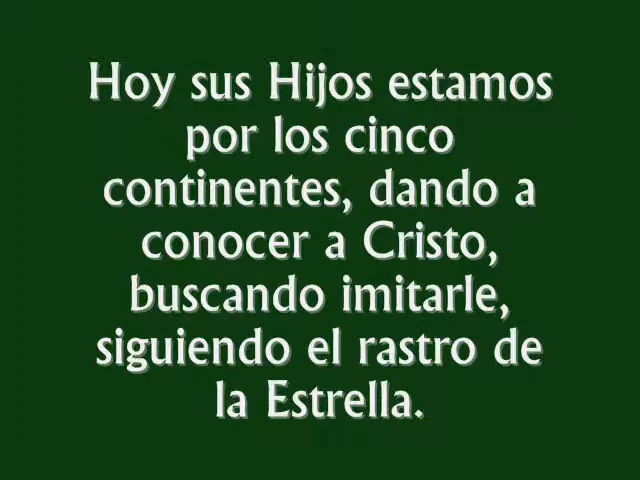 Hoy sus Hijos estamos
por los cinco
continentes, dando a
conocer a Cristo,
buscando imitarle,
siguiendo el rastro de
la Estrella.